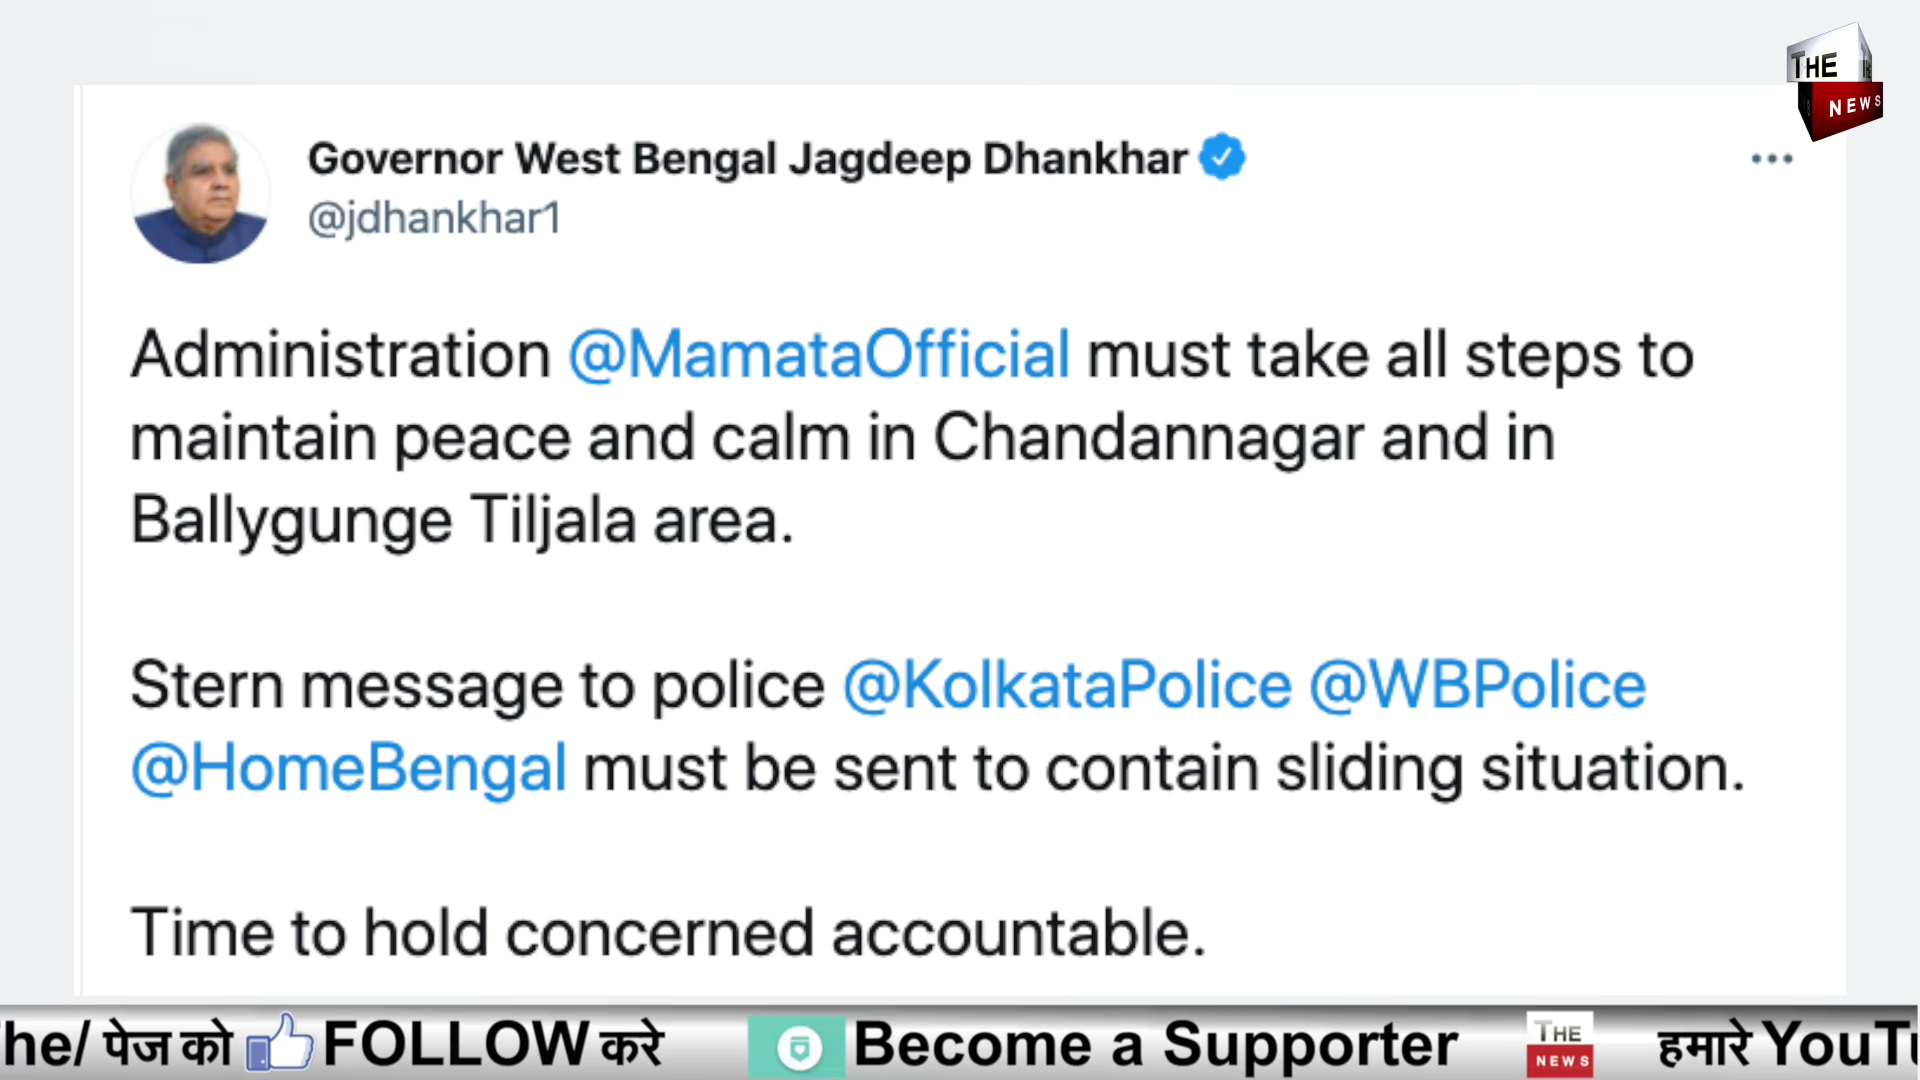 THE
NEWS
Governor West Bengal Jagdeep Dhankhar
@jdhankhar1
Administration @MamataOfficial must take all steps to
maintain peace and calm in Chandannagar and in
Ballygunge Tiljala area.
Stern message to police @KolkataPolice @WBPolice
@HomeBengal must be sent to contain sliding situation.
Time to hold concerned accountable.
he/ पेज को FOLLOW करे Become a Supporter THE NEWS हमारे YouTu